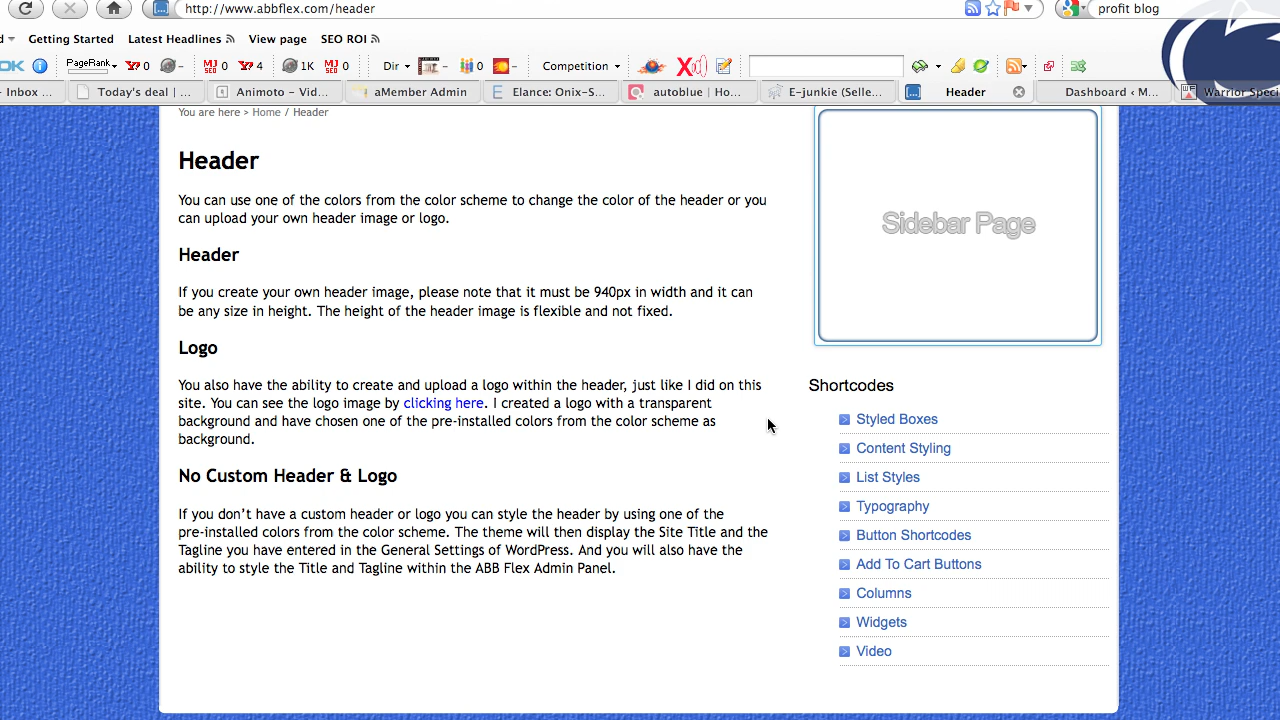 http://www.abbflex.com/header
profit blog
Getting Started Latest Headlines View page SEO ROI
PageRank 0 1K 0 Dir 0 Competition
0 4 MJ SEO 0
Inbox ... Today's deal | ... Animoto – Vid... aMember Admin Elance: Onix-S... autoblue | Ho... E-junkie (Selle... Header Dashboard ‹ M... Warrior Speci
You are here > Home / Header
Header
You can use one of the colors from the color scheme to change the color of the header or you
can upload your own header image or logo.
Header
If you create your own header image, please note that it must be 940px in width and it can
be any size in height. The height of the header image is flexible and not fixed.
Logo
You also have the ability to create and upload a logo within the header, just like I did on this
site. You can see the logo image by clicking here. I created a logo with a transparent
background and have chosen one of the pre-installed colors from the color scheme as
background.
No Custom Header & Logo
If you don't have a custom header or logo you can style the header by using one of the
pre-installed colors from the color scheme. The theme will then display the Site Title and the
Tagline you have entered in the General Settings of WordPress. And you will also have the
ability to style the Title and Tagline within the ABB Flex Admin Panel.
Sidebar Page
Shortcodes
Styled Boxes
Content Styling
List Styles
Typography
Button Shortcodes
Add To Cart Buttons
Columns
Widgets
Video